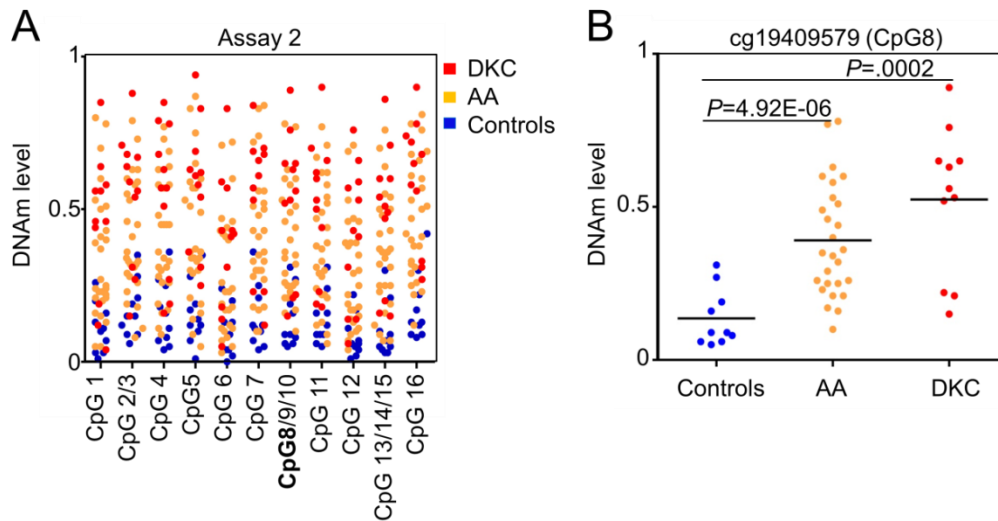 A
Assay 2
1
0.5
0
DNAm level
DKC
AA
Controls
CpG 1
CpG 2/3
CpG 4
CpG5
CpG 6
CpG 7
CpG8/9/10
CpG 11
CpG 12
CpG 13/14/15
CpG 16
B
cg19409579 (CpG8)
1
0.5
0
DNAm level
P=.0002
P=4.92E-06
Controls
AA
DKC